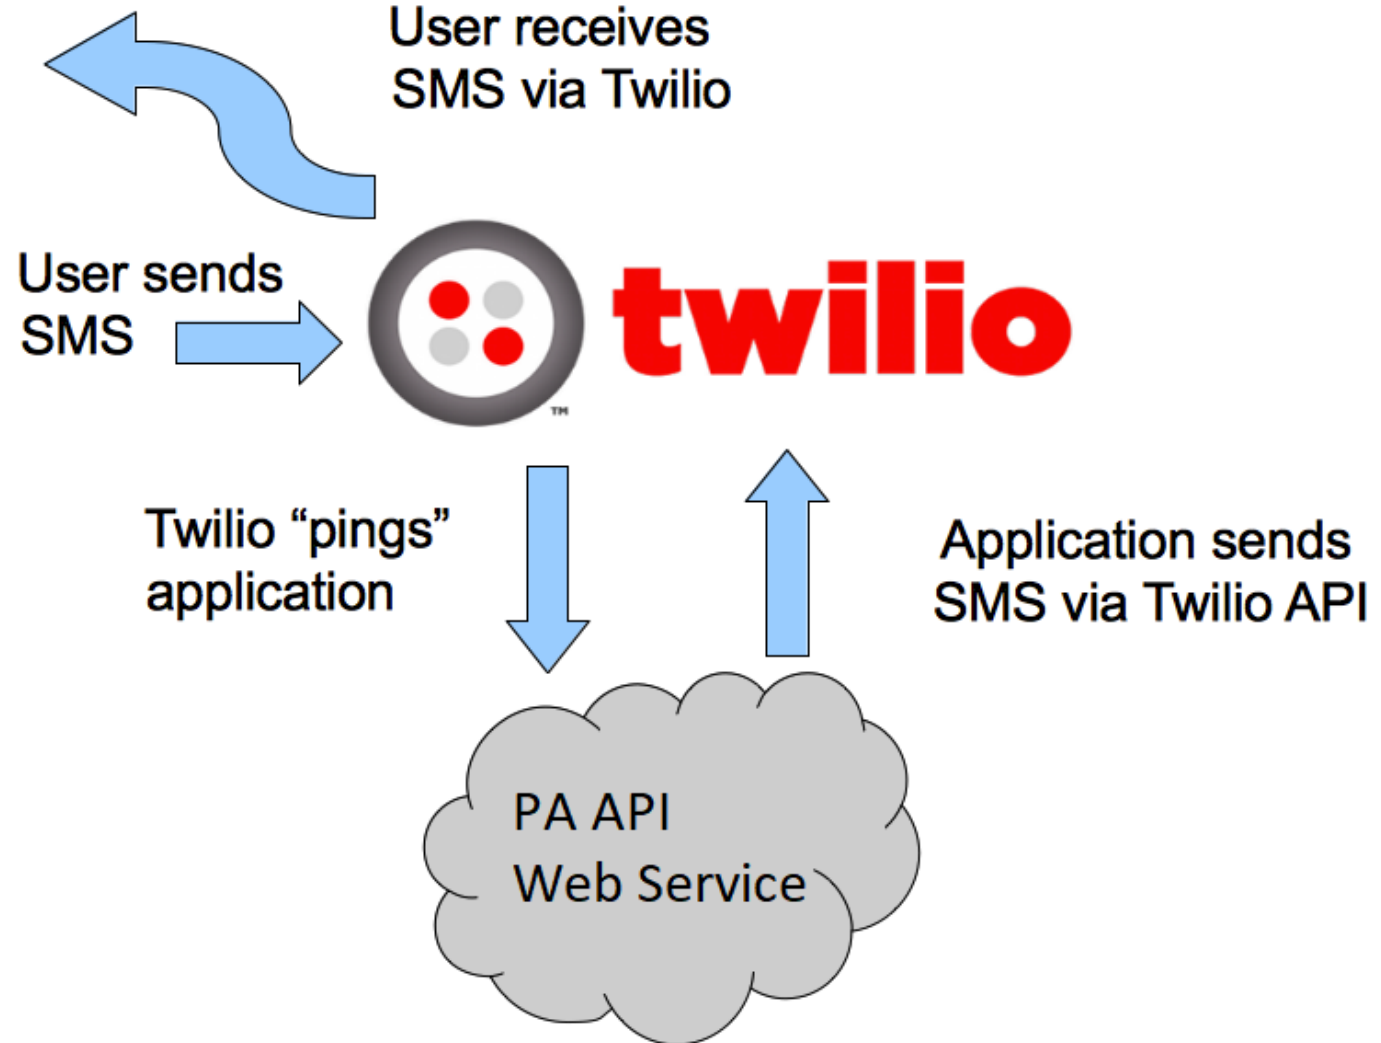 User receives
SMS via Twilio
User sends
SMS
twilio
TM
Twilio “pings”
application
Application sends
SMS via Twilio API
PA API
Web Service